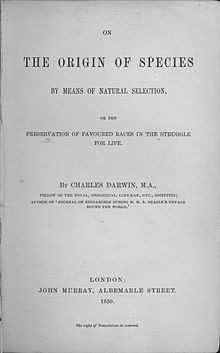 ON
THE ORIGIN OF SPECIES
BY MEANS OF NATURAL SELECTION,
OR THE
PRESERVATION OF FAVOURED RACES IN THE STRUGGLE
FOR LIFE.
BY CHARLES DARWIN, M.A.,
FELLOW OF THE ROYAL, GEOLOGICAL, LINNÆAN, ETC., SOCIETIES;
AUTHOR OF 'JOURNAL OF RESEARCHES DURING H. M. S. BEAGLE'S VOYAGE
ROUND THE WORLD.'
LONDON:
JOHN MURRAY, ALBEMARLE STREET.
1859.
The right of Translation is reserved.